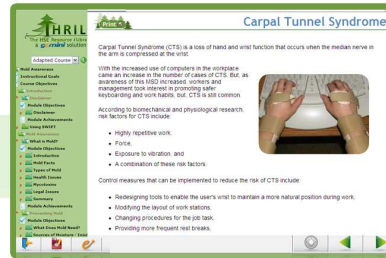 THRIL
The HSE Resource
a gemini solution
Print
Carpal Tunnel Syndrome
Adapted Course
Mold Awareness
Instructional Goals
Course Objectives
Introduction
Disclaimer
Module Objectives
Disclaimer
Module Achievements
Using SWIFT
Mold Awareness
What is Mold?
Module Objectives
Introduction
Mold Facts
Types of Mold
Health Issues
Mycotoxins
Legal Issues
Summary
Module Achievements
Preventing Mold
Module Objectives
What Does Mold Need?
Sources of Moisture
Carpal Tunnel Syndrome (CTS) is a loss of hand and wrist function that occurs when the median nerve in
the arm is compressed at the wrist.
With the increased use of computers in the workplace
came an increase in the number of cases of CTS. But, as
awareness of this MSD increased, workers and
management took interest in promoting safer
keyboarding and work habits, but CTS is still common.
According to biomechanical and physiological research,
risk factors for CTS include:
• Highly repetitive work,
• Force,
• Exposure to vibration, and
• A combination of these risk factors.
Control measures that can be implemented to reduce the risk of CTS include:
• Redesigning tools to enable the user's wrist to maintain a more natural position during work.
• Modifying the layout of work stations.
• Changing procedures for the job task.
• Providing more frequent rest breaks.